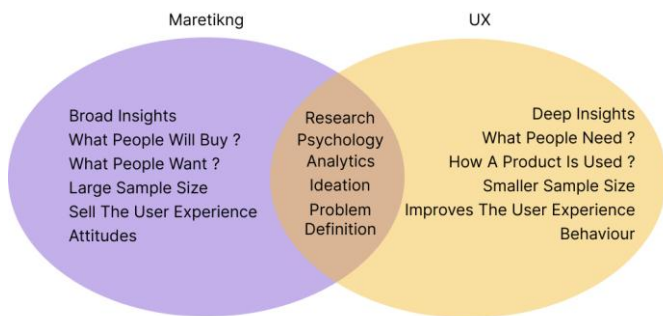 Maretikng
UX
Broad Insights
What People Will Buy ?
What People Want ?
Large Sample Size
Sell The User Experience
Attitudes
Research
Psychology
Analytics
Ideation
Problem
Definition
Deep Insights
What People Need ?
How A Product Is Used ?
Smaller Sample Size
Improves The User Experience
Behaviour